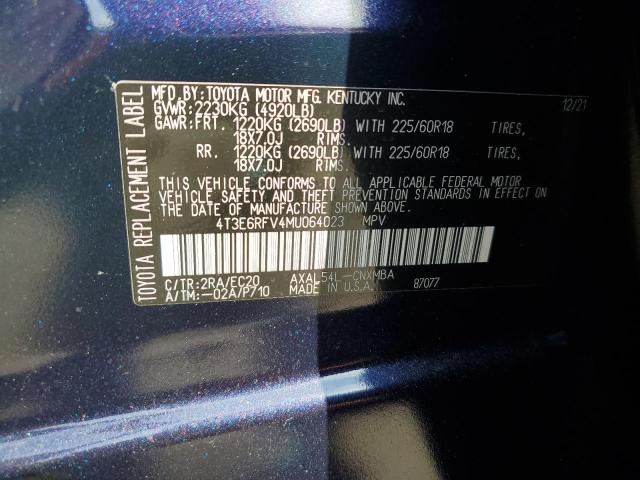 TOYOTA REPLACEMENT LABEL
MFD.BY:TOYOTA MOTOR MFG. KENTUCKY INC. 12/21
GVWR:2230KG (4920LB)
GAWR:FRT. 1220KG (2690LB) WITH 225/60R18 TIRES,
18X7.0J RIMS.
RR. 1220KG (2690LB) WITH 225/60R18 TIRES,
18X7.0J RIMS.
THIS VEHICLE CONFORMS TO ALL APPLICABLE FEDERAL MOTOR
VEHICLE SAFETY AND THEFT PREVENTION STANDARDS IN EFFECT
ON THE DATE OF MANUFACTURE SHOWN ABOVE.
4T3E6RFV4MU064023 MPV
C/TR:2RA/EC20 AXAL54L-CNXMBA
A/TM:-02A/P710 MADE IN U.S.A. 87077